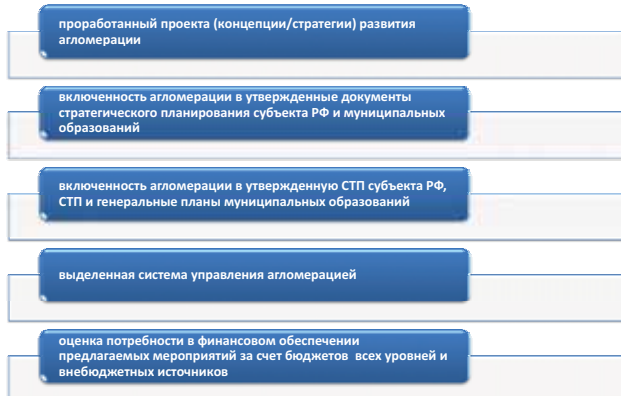 проработанный проекта (концепции/стратегии) развития
агломерации
включенность агломерации в утвержденные документы
стратегического планирования субъекта РФ и муниципальных
образований
включенность агломерации в утвержденную СТП субъекта РФ,
СТП и генеральные планы муниципальных образований
выделенная система управления агломерацией
оценка потребности в финансовом обеспечении
предлагаемых мероприятий за счет бюджетов всех уровней и
внебюджетных источников